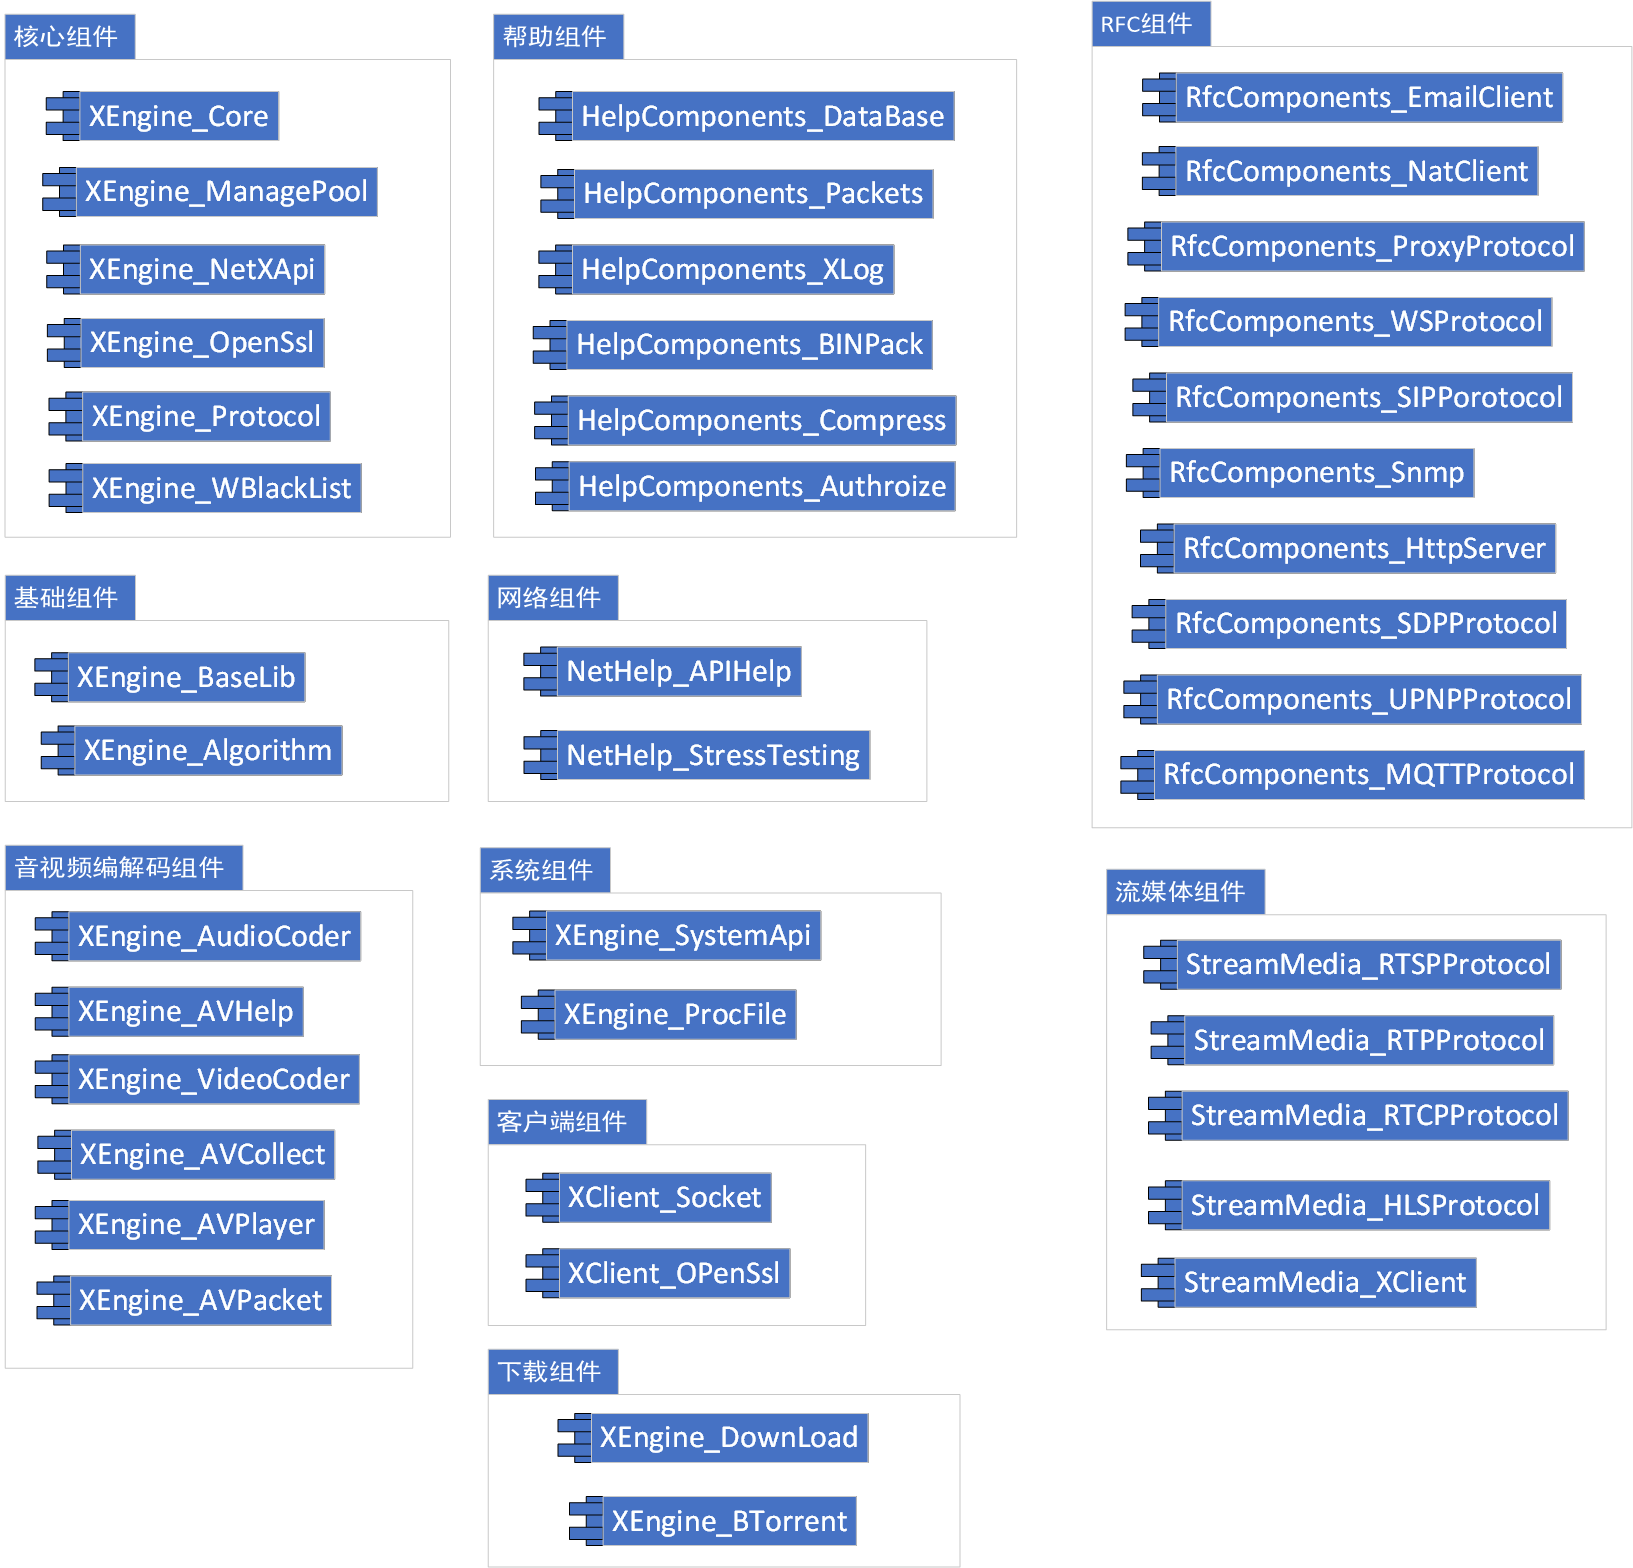 核心组件
XEngine_Core
XEngine_ManagePool
XEngine_NetXApi
XEngine_OpenSsl
XEngine_Protocol
XEngine_WBlackList
帮助组件
HelpComponents_DataBase
HelpComponents_Packets
HelpComponents_XLog
HelpComponents_BINPack
HelpComponents_Compress
HelpComponents_Authroize
RFC组件
RfcComponents_EmailClient
RfcComponents_NatClient
RfcComponents_ProxyProtocol
RfcComponents_WSProtocol
RfcComponents_SIPPorotocol
RfcComponents_Snmp
RfcComponents_HttpServer
RfcComponents_SDPProtocol
RfcComponents_UPNPProtocol
RfcComponents_MQTTProtocol
基础组件
XEngine_BaseLib
XEngine_Algorithm
网络组件
NetHelp_APIHelp
NetHelp_StressTesting
音视频编解码组件
XEngine_AudioCoder
XEngine_AVHelp
XEngine_VideoCoder
XEngine_AVCollect
XEngine_AVPlayer
XEngine_AVPacket
系统组件
XEngine_SystemApi
XEngine_ProcFile
客户端组件
XClient_Socket
XClient_OPenSsl
下载组件
XEngine_DownLoad
XEngine_BTorrent
流媒体组件
StreamMedia_RTSPProtocol
StreamMedia_RTPProtocol
StreamMedia_RTCPProtocol
StreamMedia_HLSProtocol
StreamMedia_XClient